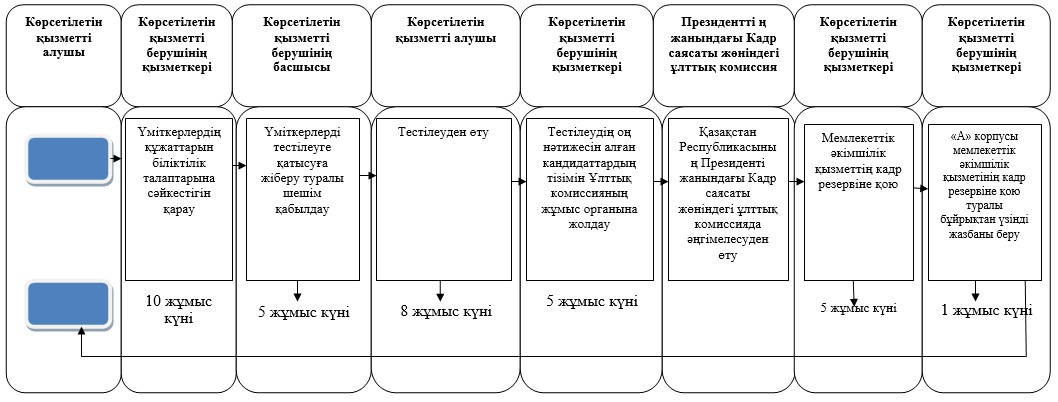 Көрсетілетін
қызметті
алушы
Көрсетілетін
қызметті
берушінің
қызметкері
Көрсетілетін
қызметті
берушінің
басшысы
Көрсетілетін
қызметті алушы
Көрсетілетін
қызметті
берушінің
қызметкері
Президентті ң
жанындағы Кадр
саясаты жөніндегі
ұлттық комиссия
Көрсетілетін
қызметті
берушінің
қызметкері
Көрсетілетін
қызметті
берушінің
қызметкері
Үміткерлердің
құжаттарын
біліктілік
талаптарына
сәйкестігін
қарау
10 жұмыс
күні
Үміткерлерді
тестілеуге
қатысуға
жіберу туралы
шешім
қабылдау
5 жұмыс күні
Тестілеуден өту
8 жұмыс күні
Тестілеудің оң
нәтижесін алған
кандидаттардың
тізімін Ұлттық
комиссияның
жұмыс органына
жолдау
5 жұмыс күні
Қазақстан
Республикасыны
ң Президенті
жанындағы Кадр
саясаты
жөніндегі ұлттық
комиссияда
әңгімелесуден
өту
Мемлекеттік
әкімшілік
қызметтің кадр
резервіне қою
5 жұмыс күні
«А» корпусы
мемлекеттік
әкімшілік
қызметінің кадр
резервіне қою
туралы
бұйрықтан үзінді
жазбаны беру
1 жұмыс күні